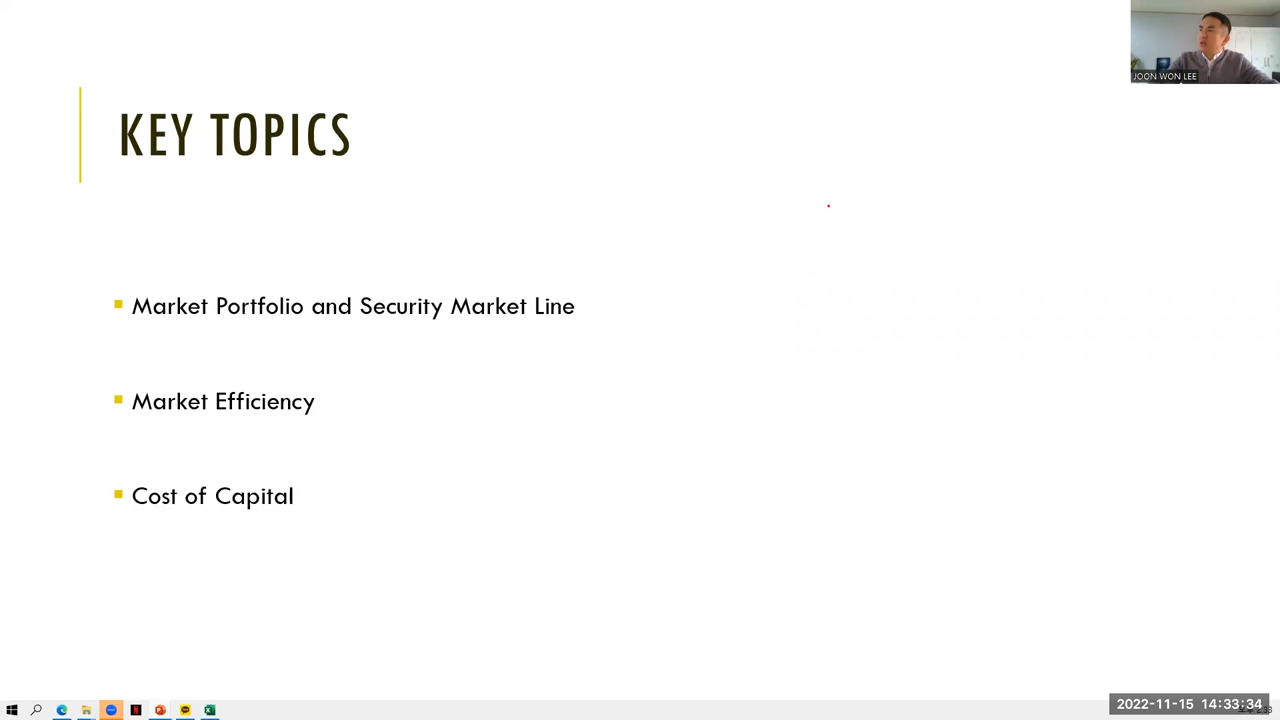 JOON WON LEE
KEY TOPICS
Market Portfolio and Security Market Line
Market Efficiency
Cost of Capital
2022-11-15 14:33:34